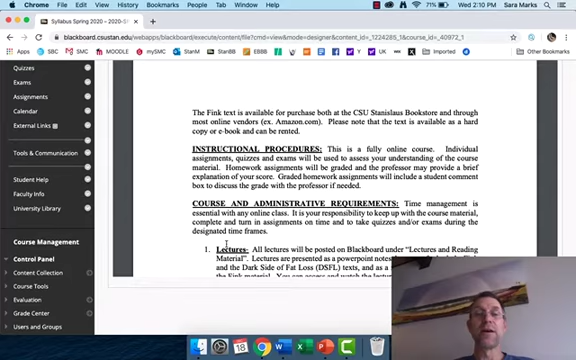 Chrome File Edit View History Bookmarks People Tab Window Help 71% Wed 2:10 PM Sara Marks
Syllabus Spring 2020 – 2020-S
blackboard.csustan.edu/webapps/blackboard/execute/content/file?cmd=view&mode=designer&content_id=_1224285_1&course_id=_40972_1
Apps SBC SMC MOODLE mySMC Stan StanBB EBBB Imported Other Bookmarks
Quizzes
Exams
Assignments
Calendar
External Links
Tools & Communication
Student Help
Faculty Info
University Library
Course Management
Control Panel
Content Collection
Course Tools
Evaluation
Grade Center
Users and Groups
The Fink text is available for purchase both at the CSU Stanislaus Bookstore and through
most online vendors (ex. Amazon.com). Please note that the text is available as a hard
copy or e-book and can be rented.
INSTRUCTIONAL PROCEDURES: This is a fully online course. Individual
assignments, quizzes and exams will be used to assess your understanding of the course
material. Homework assignments will be graded and the professor may provide a brief
explanation of your score. Graded homework assignments will include a student comment
box to discuss the grade with the professor if needed.
COURSE AND ADMINISTRATIVE REQUIREMENTS: Time management is
essential with any online class. It is your responsibility to keep up with the course material,
complete and turn in assignments on time and to take quizzes and/or exams during the
designated time frames.
1. Lectures- All lectures will be posted on Blackboard under "Lectures and Reading
Material". Lectures are presented as a powerpoint
and the Dark Side of Fat Loss (DSFL) texts, and as a
18